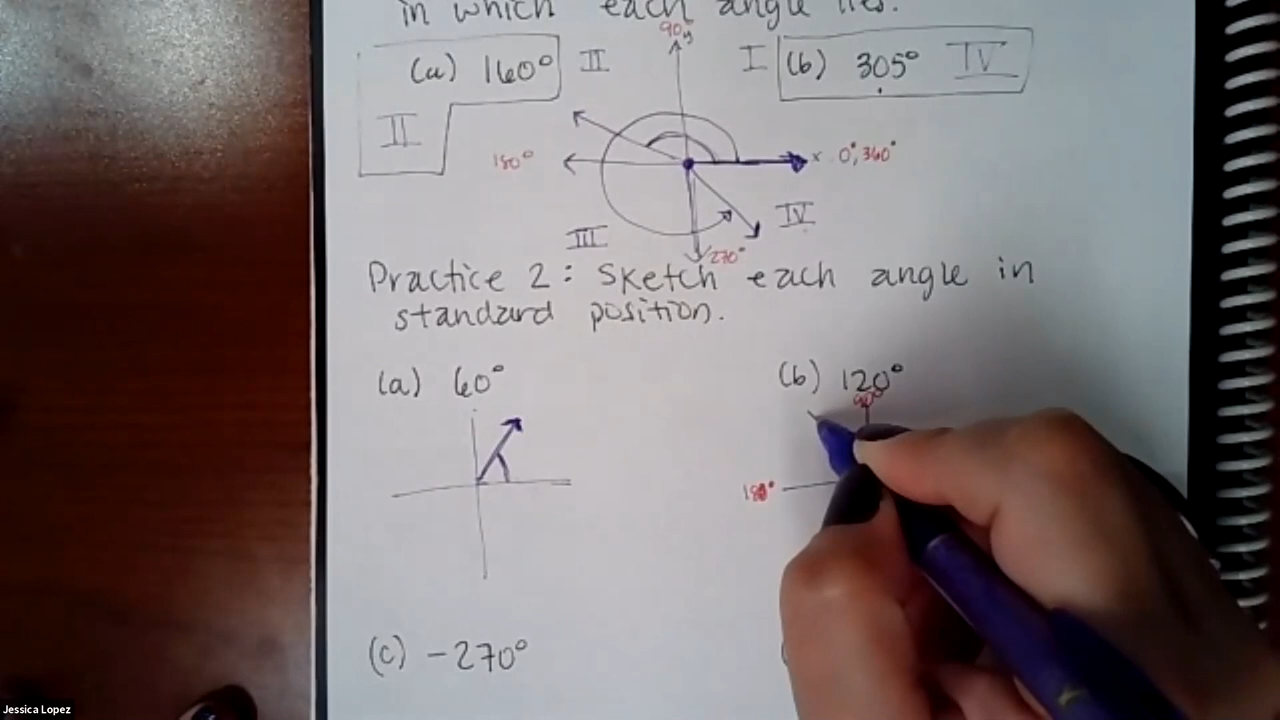 in which each angle lies.
90° y
(a) 160° II I (b) 305° IV
II
180° x 0°, 360°
III IV
270°
Practice 2: Sketch each angle in
standard position.
(a) 60° (b) 120°
90°
180°
(c) -270° (
Jessica Lopez